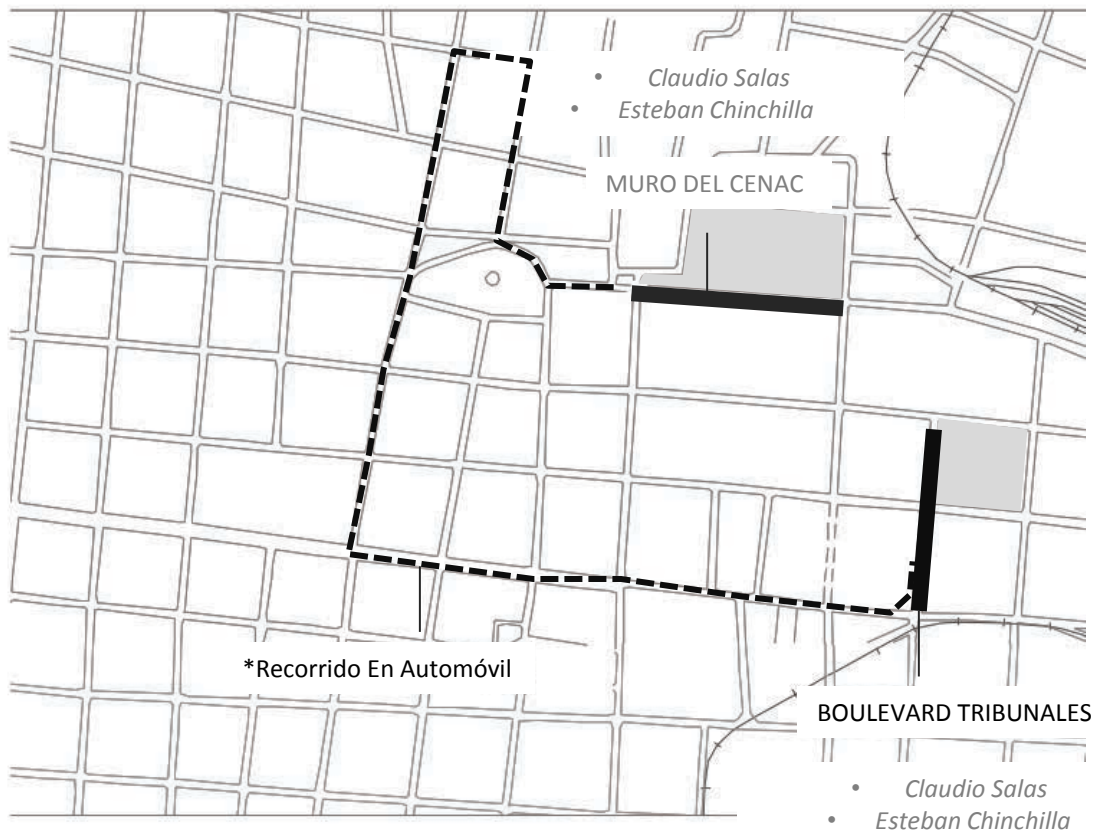 • Claudio Salas
• Esteban Chinchilla
MURO DEL CENAC
*Recorrido En Automóvil
BOULEVARD TRIBUNALES
• Claudio Salas
• Esteban Chinchilla